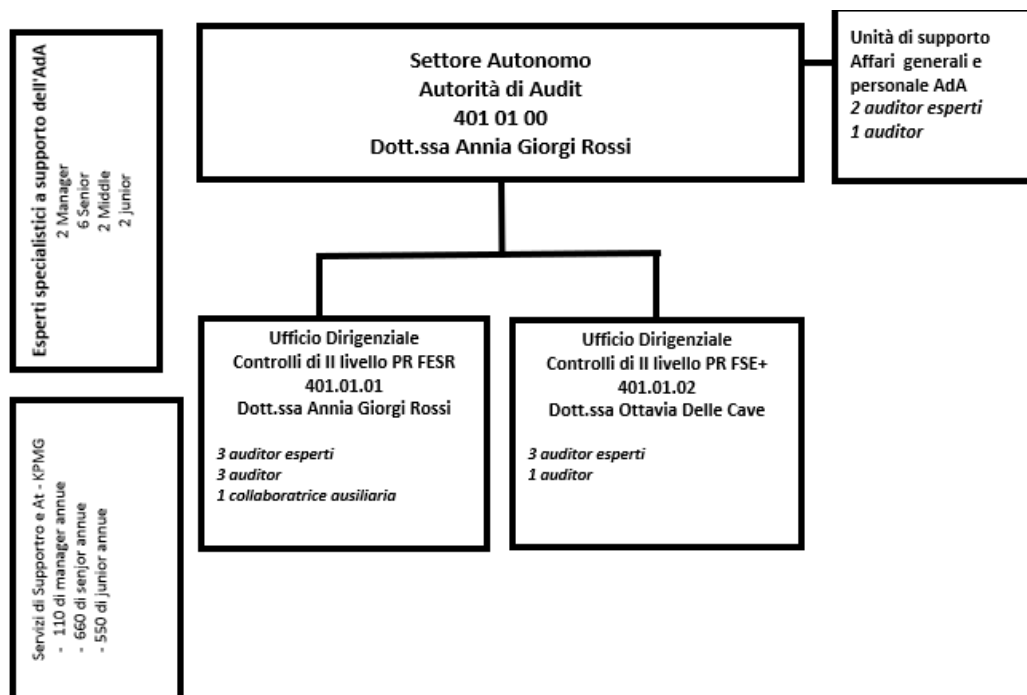 Esperti specialistici a supporto dell'AdA
2 Manager
6 Senior
2 Middle
2 junior
Settore Autonomo
Autorità di Audit
401 01 00
Dott.ssa Annia Giorgi Rossi
Unità di supporto
Affari generali e
personale AdA
2 auditor esperti
1 auditor
Ufficio Dirigenziale
Controlli di II livello PR FESR
401.01.01
Dott.ssa Annia Giorgi Rossi
3 auditor esperti
3 auditor
1 collaboratrice ausiliaria
Ufficio Dirigenziale
Controlli di II livello PR FSE+
401.01.02
Dott.ssa Ottavia Delle Cave
3 auditor esperti
1 auditor
Servizi di Supportro e At - KPMG
- 110 di manager annue
- 660 di senjor annue
- 550 di junior annue